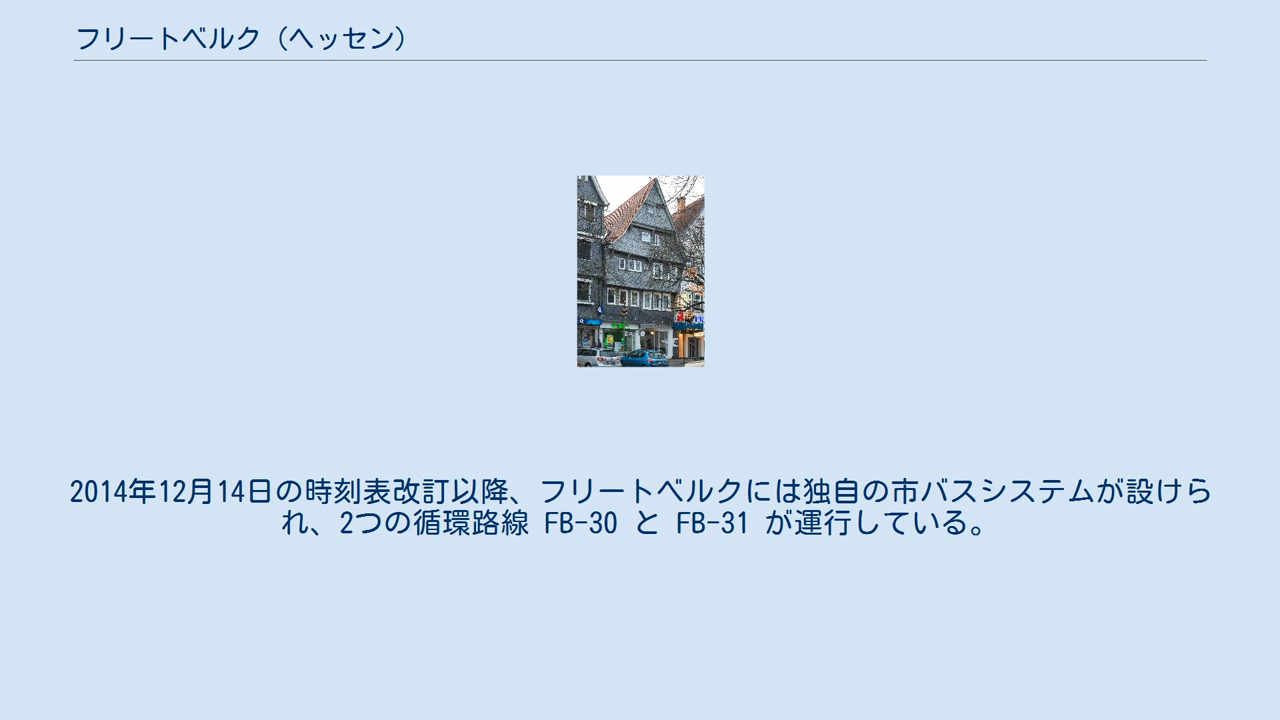 フリートベルク（ヘッセン）
2014年12月14日の時刻表改訂以降、フリートベルクには独自の市バスシステムが設けら
れ、2つの循環路線 FB-30 と FB-31 が運行している。